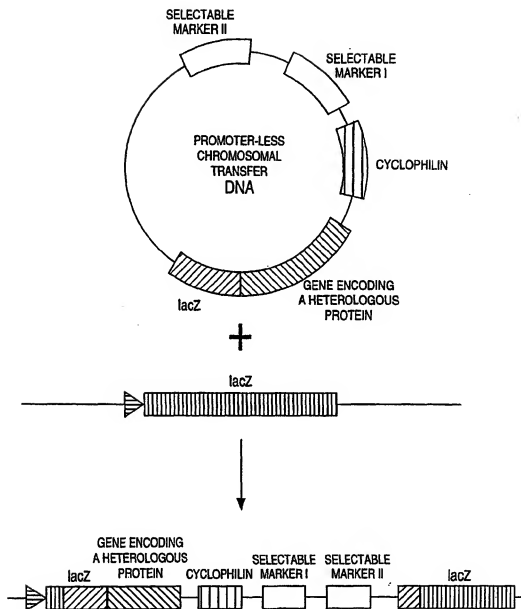 SELECTABLE
MARKER II
SELECTABLE
MARKER I
PROMOTER-LESS
CHROMOSOMAL
TRANSFER
DNA
CYCLOPHILIN
lacZ
GENE ENCODING
A HETEROLOGOUS
PROTEIN
+
lacZ
GENE ENCODING
A HETEROLOGOUS
PROTEIN
lacZ
CYCLOPHILIN
SELECTABLE
MARKER I
SELECTABLE
MARKER II
lacZ